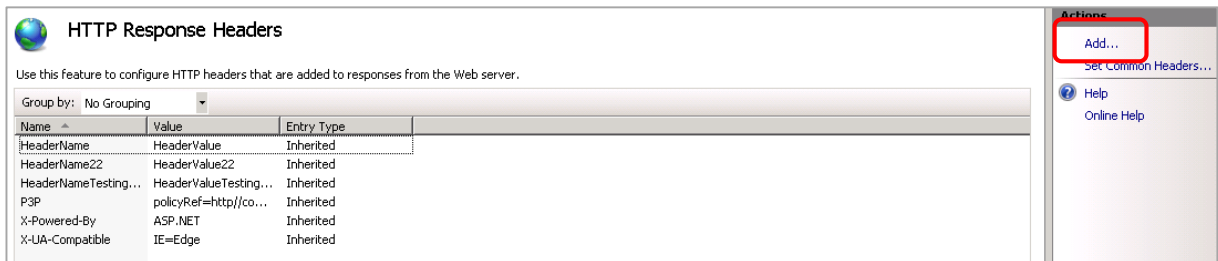 HTTP Response Headers
Use this feature to configure HTTP headers that are added to responses from the Web server.
Group by: No Grouping
Name Value Entry Type
HeaderName HeaderValue Inherited
HeaderName22 HeaderValue22 Inherited
HeaderNameTesting... HeaderValueTesting... Inherited
P3P policyRef=http//co... Inherited
X-Powered-By ASP.NET Inherited
X-UA-Compatible IE=Edge Inherited
Actions
Add...
Set Common Headers...
Help
Online Help